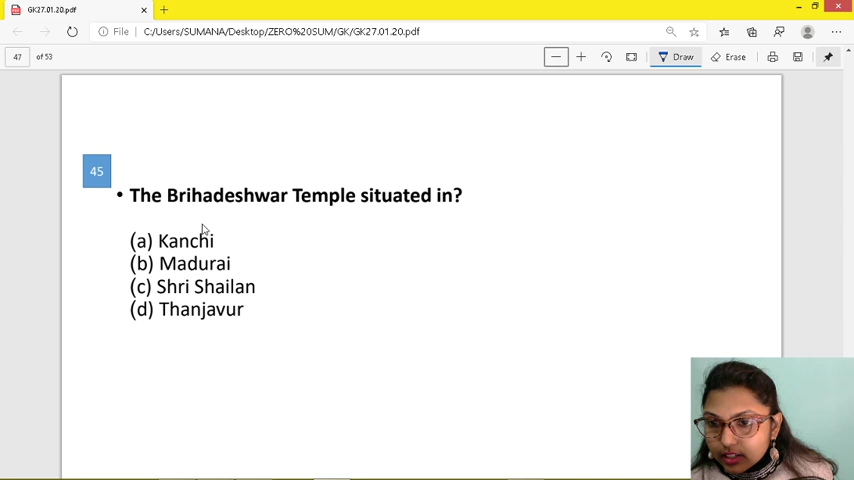 GK27.01.20.pdf
File C:/Users/SUMANA/Desktop/ZERO%20SUM/GK/GK27.01.20.pdf
47 of 53 Draw Erase
45
• The Brihadeshwar Temple situated in?
(a) Kanchi
(b) Madurai
(c) Shri Shailan
(d) Thanjavur